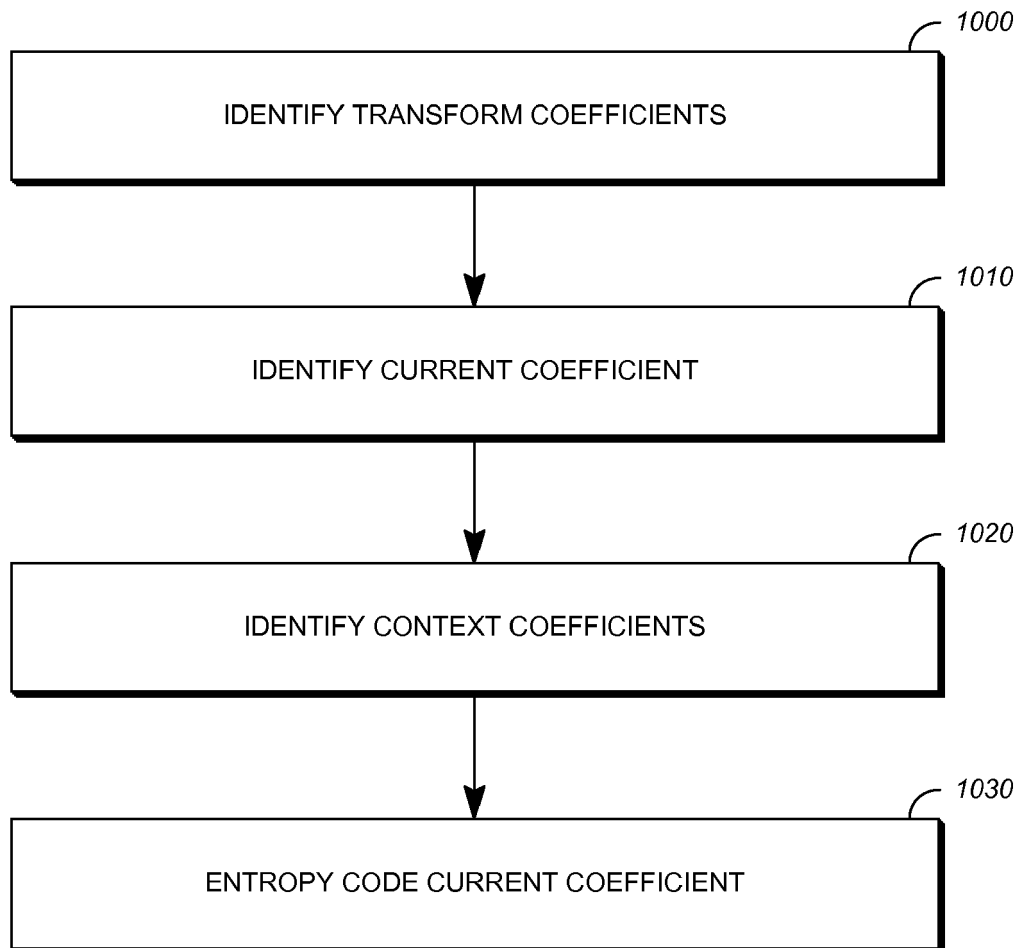 1000
IDENTIFY TRANSFORM COEFFICIENTS
1010
IDENTIFY CURRENT COEFFICIENT
1020
IDENTIFY CONTEXT COEFFICIENTS
1030
ENTROPY CODE CURRENT COEFFICIENT